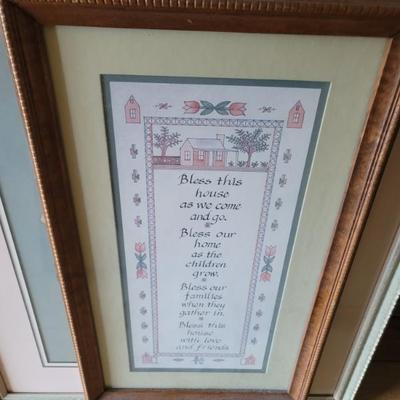 Bless this
house
as we come
and go.
Bless our
home
as the
children
grow.
Bless our
families
when they
gather in.
Bless this
house
with love
and friends